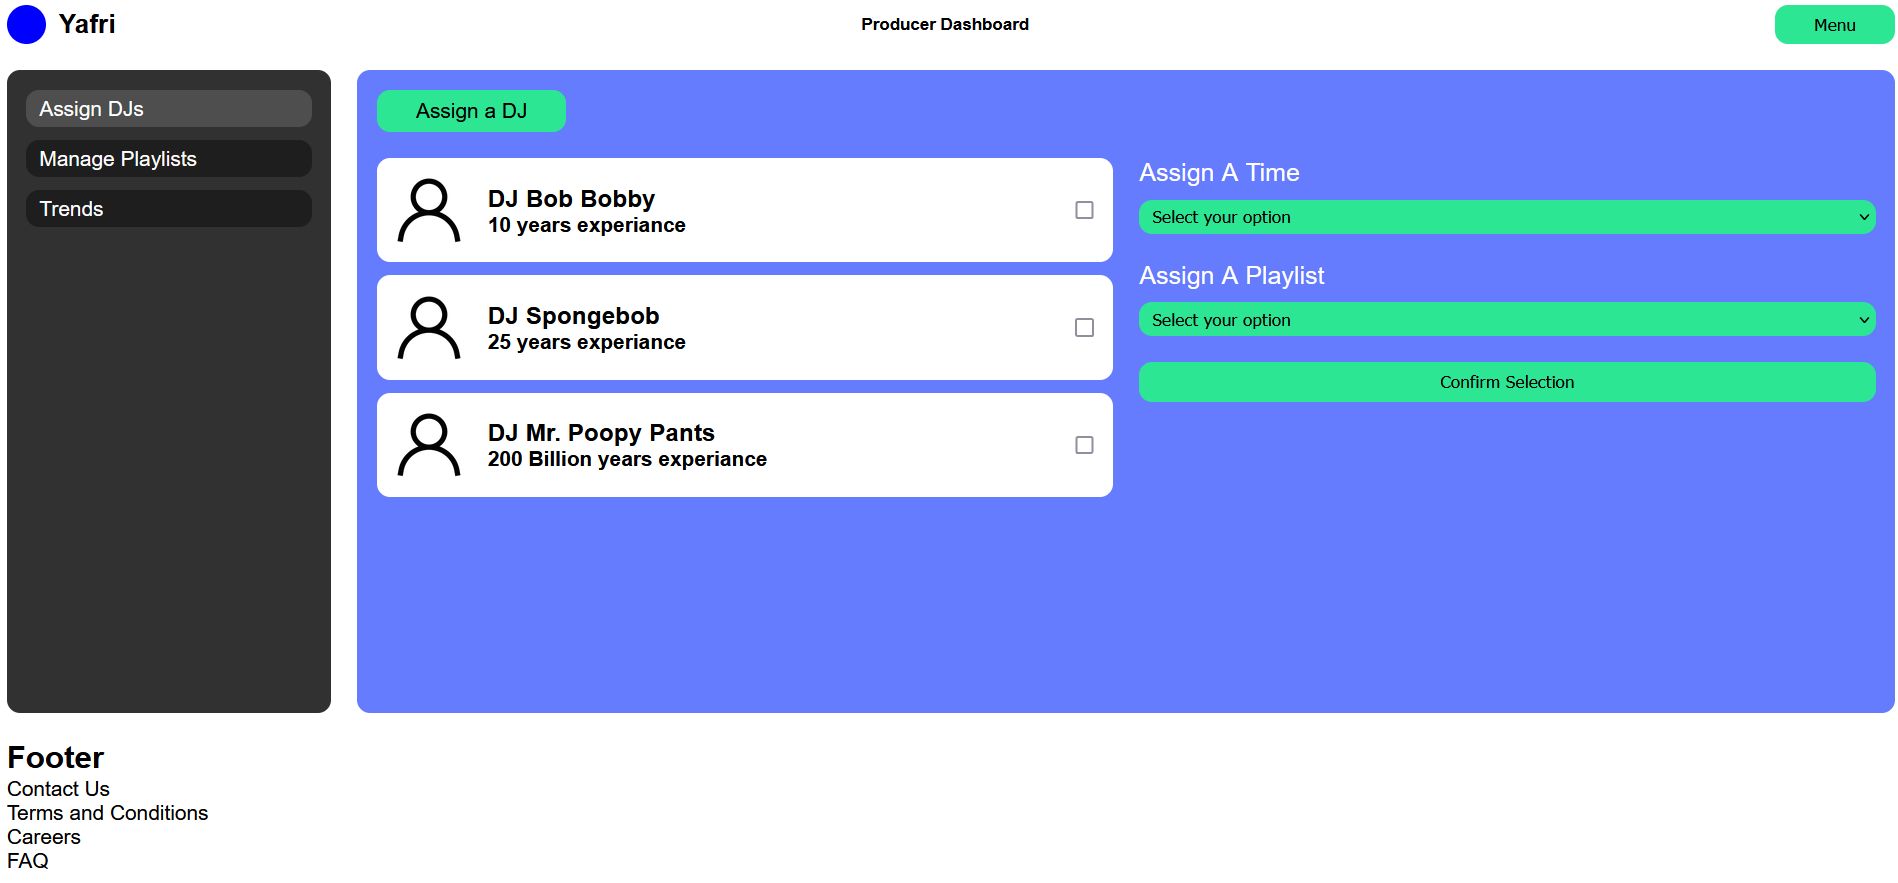 Yafri
Producer Dashboard
Menu
Assign DJs
Manage Playlists
Trends
Assign a DJ
DJ Bob Bobby
10 years experiance
DJ Spongebob
25 years experiance
DJ Mr. Poopy Pants
200 Billion years experiance
Assign A Time
Select your option
Assign A Playlist
Select your option
Confirm Selection
Footer
Contact Us
Terms and Conditions
Careers
FAQ